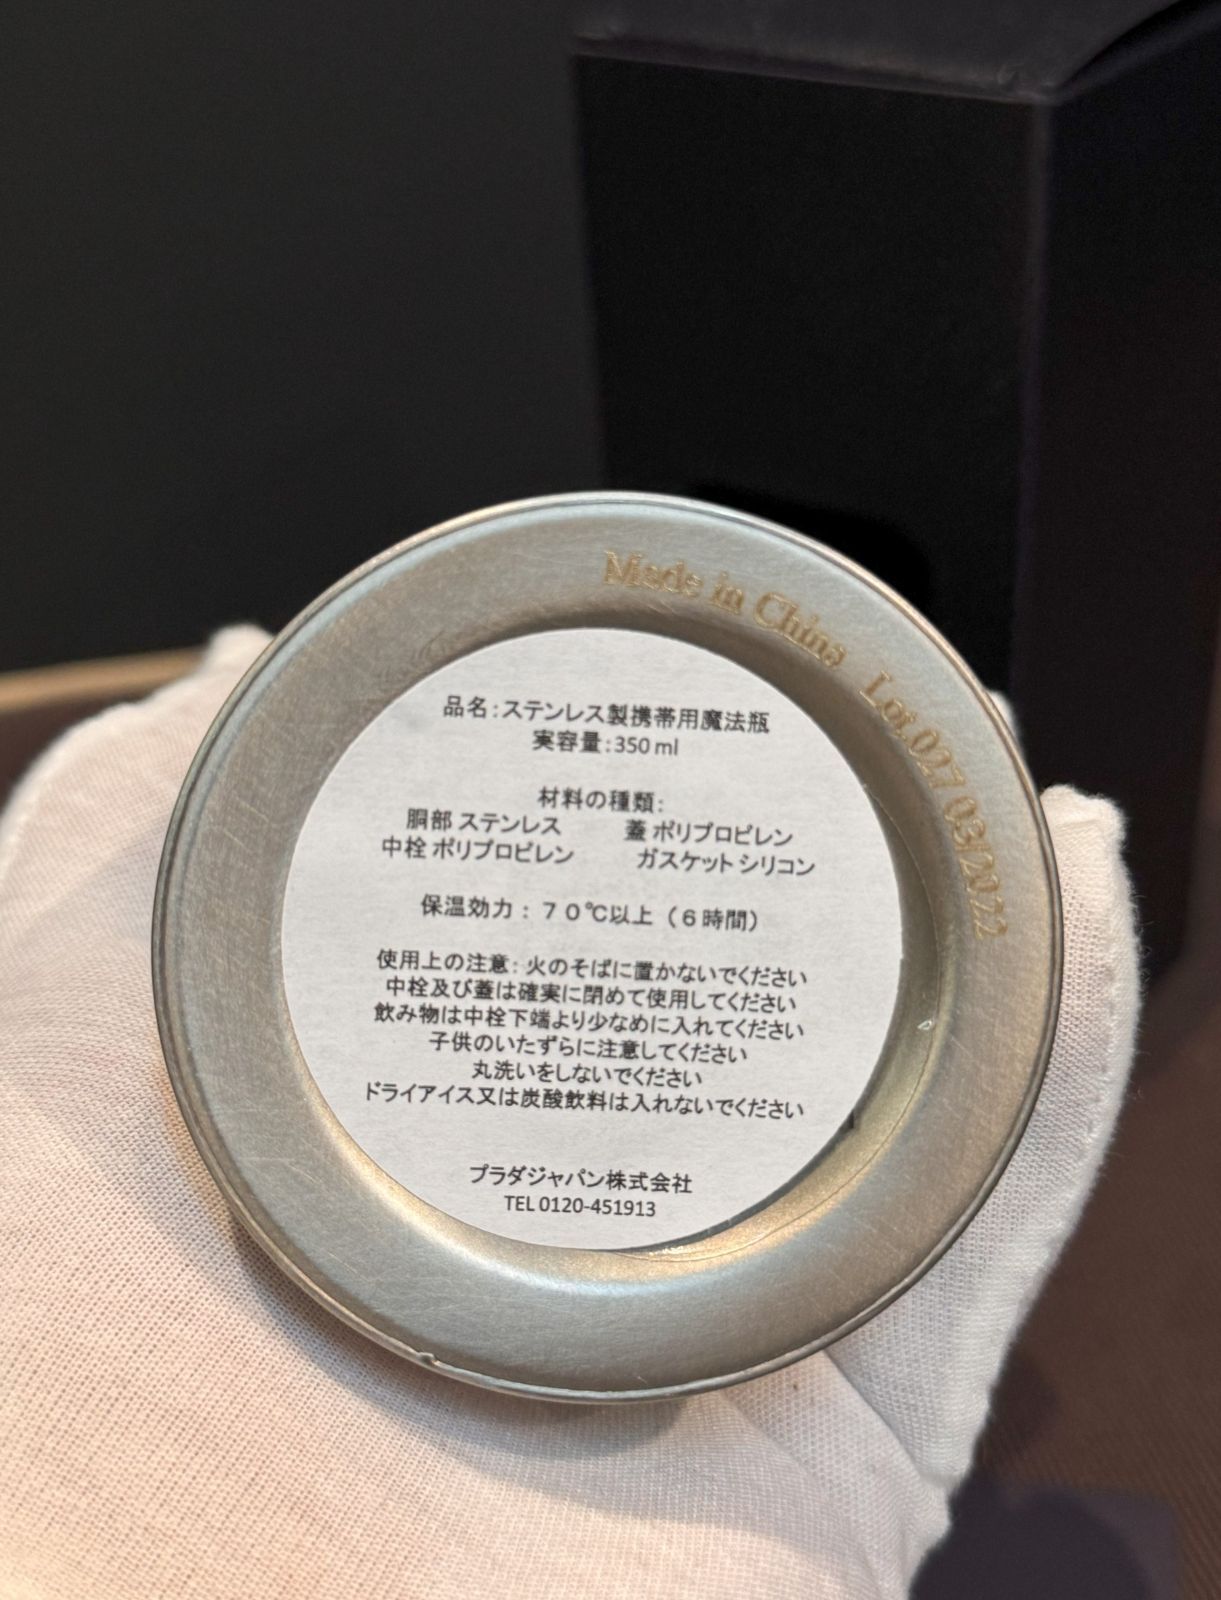 Made in China Lot.027 03/2022
品名：ステンレス製携帯用魔法瓶
実容量：350 ml
材料の種類：
胴部 ステンレス 蓋 ポリプロピレン
中栓 ポリプロピレン ガスケット シリコン
保温効力：７０℃以上（６時間）
使用上の注意：火のそばに置かないでください
中栓及び蓋は確実に閉めて使用してください
飲み物は中栓下端より少なめに入れてください
子供のいたずらに注意してください
丸洗いをしないでください
ドライアイス又は炭酸飲料は入れないでください
プラダジャパン株式会社
TEL 0120-451913